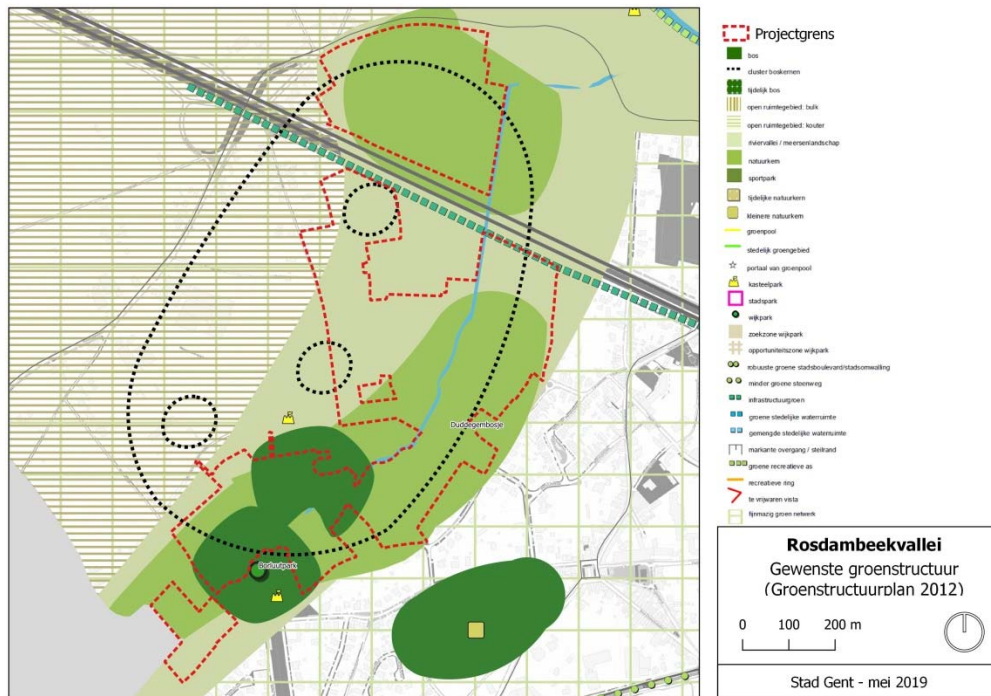 Projectgrens
bos
cluster boskernen
tijdelijk bos
open ruimtegebied: bulk
open ruimtegebied: kouter
riviervallei / meersenlandschap
natuurkern
sportpark
tijdelijke natuurkern
kleinere natuurkern
groenpool
stedelijk groengebied
portaal van groenpool
kasteelpark
stadspark
wijkpark
zoekzone wijkpark
opportuniteitszone wijkpark
robuuste groene stadsboulevard/stadsomwalling
minder groene steenweg
infrastructuurgroen
groene stedelijke waterruimte
gemengde stedelijke waterruimte
markante overgang / steilrand
groene recreatieve as
recreatieve ring
te vrijwaren vista
fijnmazig groen netwerk
Duddegembosje
Borluutpark
Rosdambeekvallei
Gewenste groenstructuur
(Groenstructuurplan 2012)
0 100 200 m
Stad Gent - mei 2019